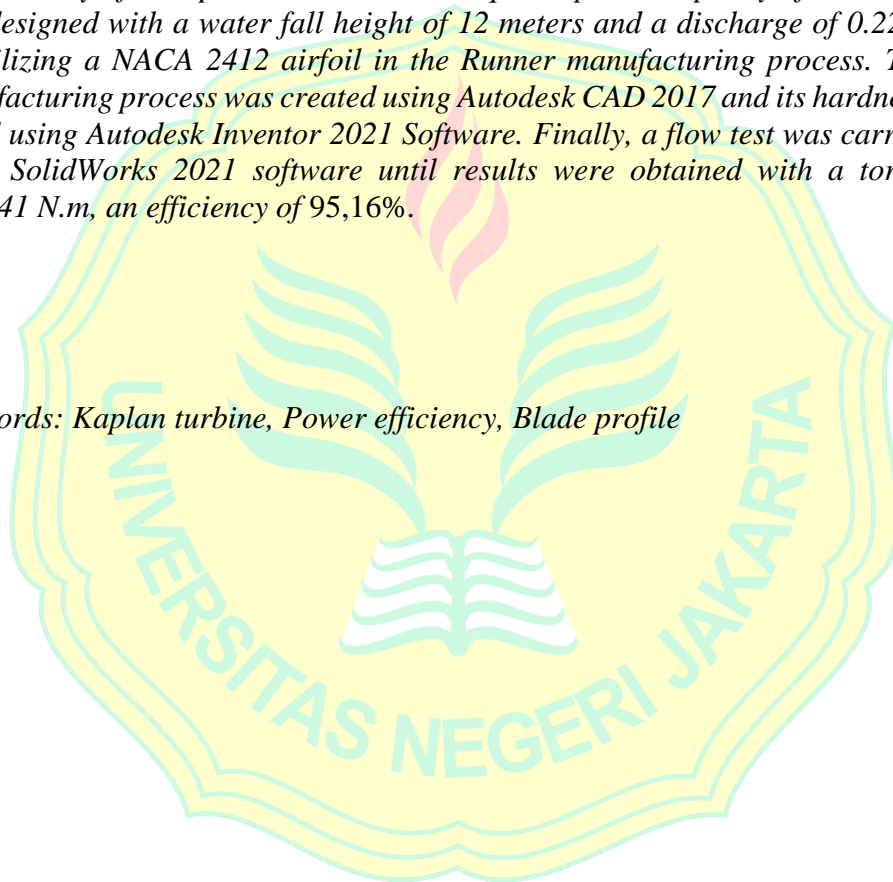 designed with a water fall height of 12 meters and a discharge of 0.22
ilizing a NACA 2412 airfoil in the Runner manufacturing process. T
facturing process was created using Autodesk CAD 2017 and its hardne
using Autodesk Inventor 2021 Software. Finally, a flow test was carr
SolidWorks 2021 software until results were obtained with a tor
41 N.m, an efficiency of 95,16%.
ords: Kaplan turbine, Power efficiency, Blade profile
UNIVERSITAS NEGERI JAKARTA